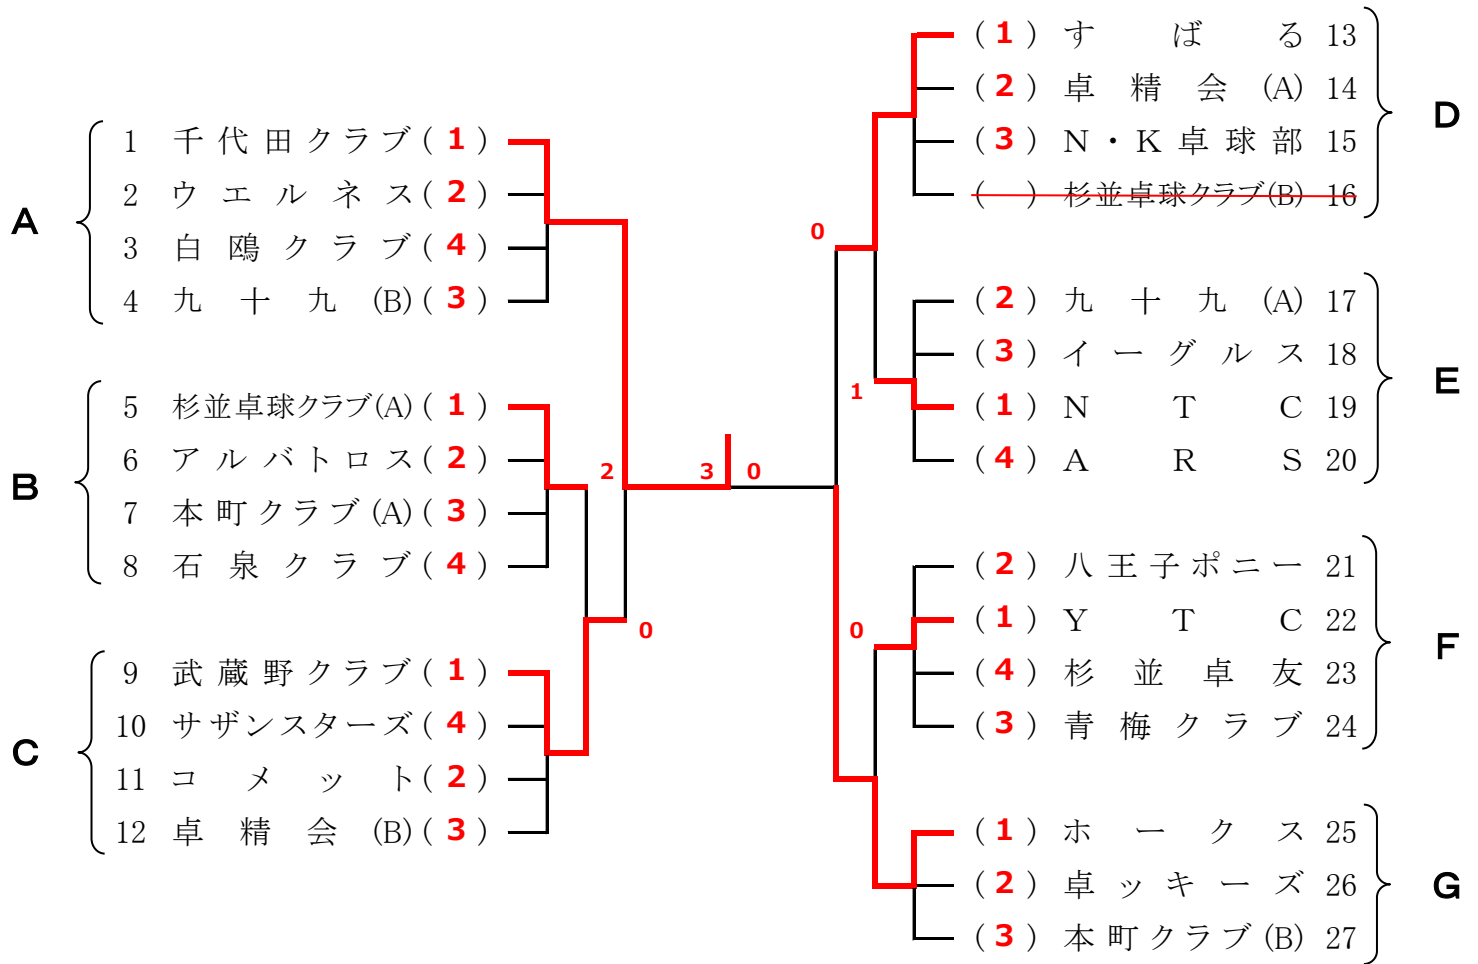 A
1 千代田クラブ ( 1 )
2 ウエルネス ( 2 )
3 白鴎クラブ ( 4 )
4 九十九 (B) ( 3 )
B
5 杉並卓球クラブ(A) ( 1 )
6 アルバトロス ( 2 )
7 本町クラブ (A) ( 3 )
8 石泉クラブ ( 4 )
C
9 武蔵野クラブ ( 1 )
10 サザンスターズ ( 4 )
11 コメット ( 2 )
12 卓精会 (B) ( 3 )
2
0
3 0
0
1
0
( 1 ) すばる 13
( 2 ) 卓精会 (A) 14
( 3 ) N・K卓球部 15
( ) 杉並卓球クラブ(B) 16
D
( 2 ) 九十九 (A) 17
( 3 ) イーグルス 18
( 1 ) N T C 19
( 4 ) A R S 20
E
( 2 ) 八王子ポニー 21
( 1 ) Y T C 22
( 4 ) 杉並卓友 23
( 3 ) 青梅クラブ 24
F
( 1 ) ホークス 25
( 2 ) 卓ッキーズ 26
( 3 ) 本町クラブ (B) 27
G